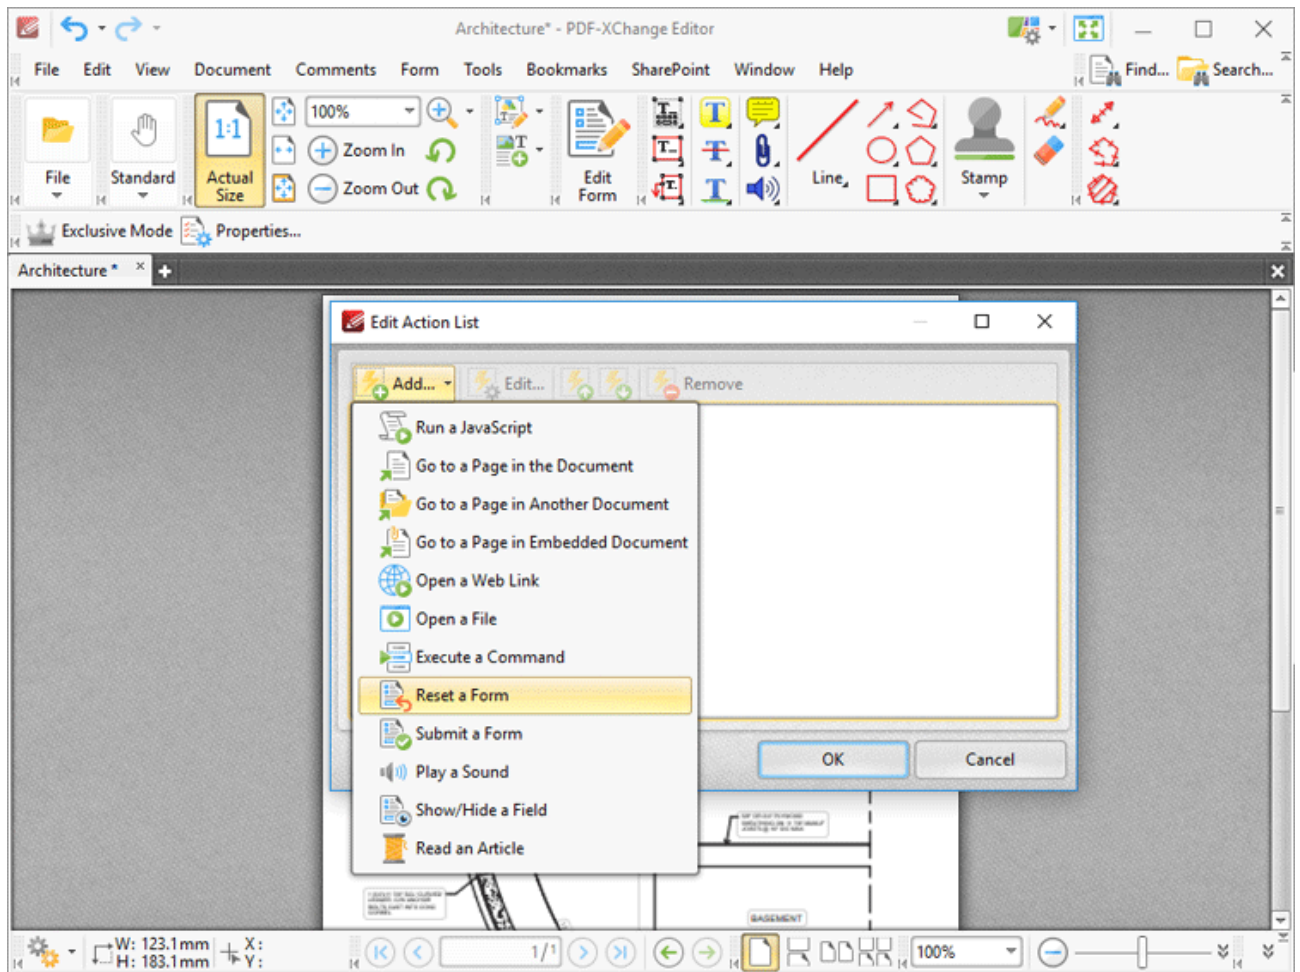 Architecture* - PDF-XChange Editor
File Edit View Document Comments Form Tools Bookmarks SharePoint Window Help Find... Search...
100%
1:1
Zoom In
File Standard Actual Size Zoom Out Edit Form Line Stamp
Exclusive Mode Properties...
Architecture *
Edit Action List
Add... Edit... Remove
Run a JavaScript
Go to a Page in the Document
Go to a Page in Another Document
Go to a Page in Embedded Document
Open a Web Link
Open a File
Execute a Command
Reset a Form
Submit a Form
OK Cancel
Play a Sound
Show/Hide a Field
Read an Article
BASEMENT
W: 123.1mm X:
H: 183.1mm Y:
1/1
100%